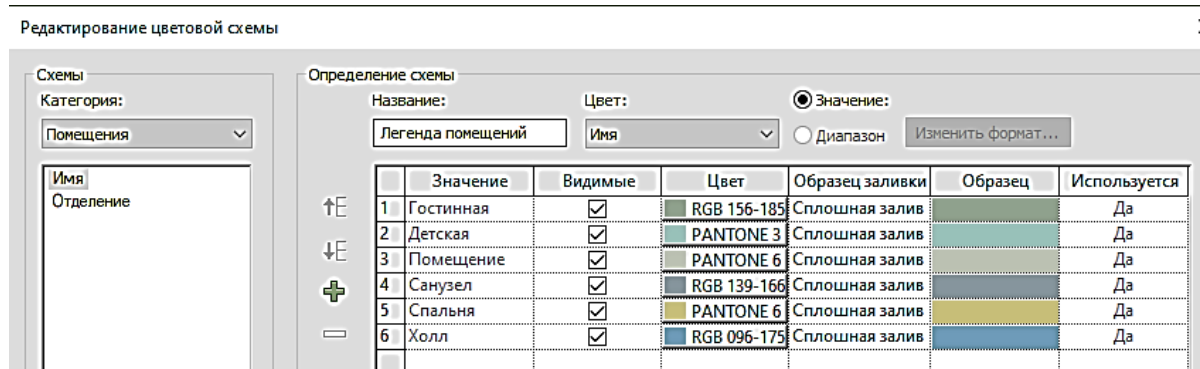 Редактирование цветовой схемы
Схемы
Категория:
Помещения
Имя
Отделение
Определение схемы
Название: Цвет: Значение:
Легенда помещений Имя Диапазон Изменить формат...
Значение Видимые Цвет Образец заливки Образец Используется
1 Гостинная RGB 156-185 Сплошная залив Да
2 Детская PANTONE 3 Сплошная залив Да
3 Помещение PANTONE 6 Сплошная залив Да
4 Санузел RGB 139-166 Сплошная залив Да
5 Спальня PANTONE 6 Сплошная залив Да
6 Холл RGB 096-175 Сплошная залив Да